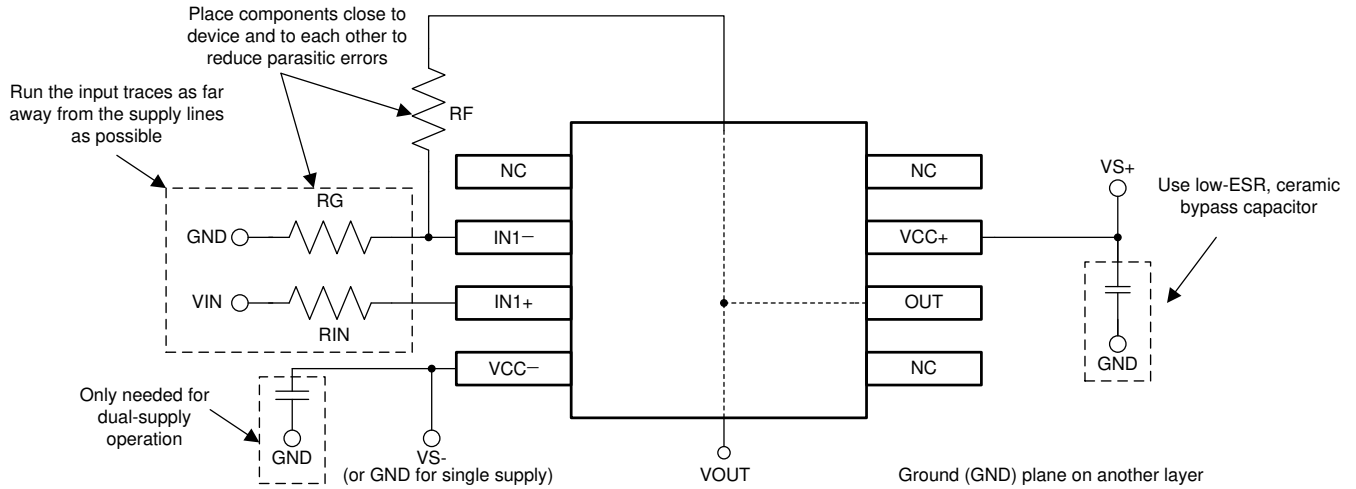 Place components close to
device and to each other to
reduce parasitic errors
Run the input traces as far
away from the supply lines
as possible
RF
NC
NC
VS+
Use low-ESR, ceramic
bypass capacitor
RG
GND
IN1−
VCC+
VIN
IN1+
OUT
RIN
VCC−
NC
GND
Only needed for
dual-supply
operation
GND
VS-
(or GND for single supply)
VOUT
Ground (GND) plane on another layer